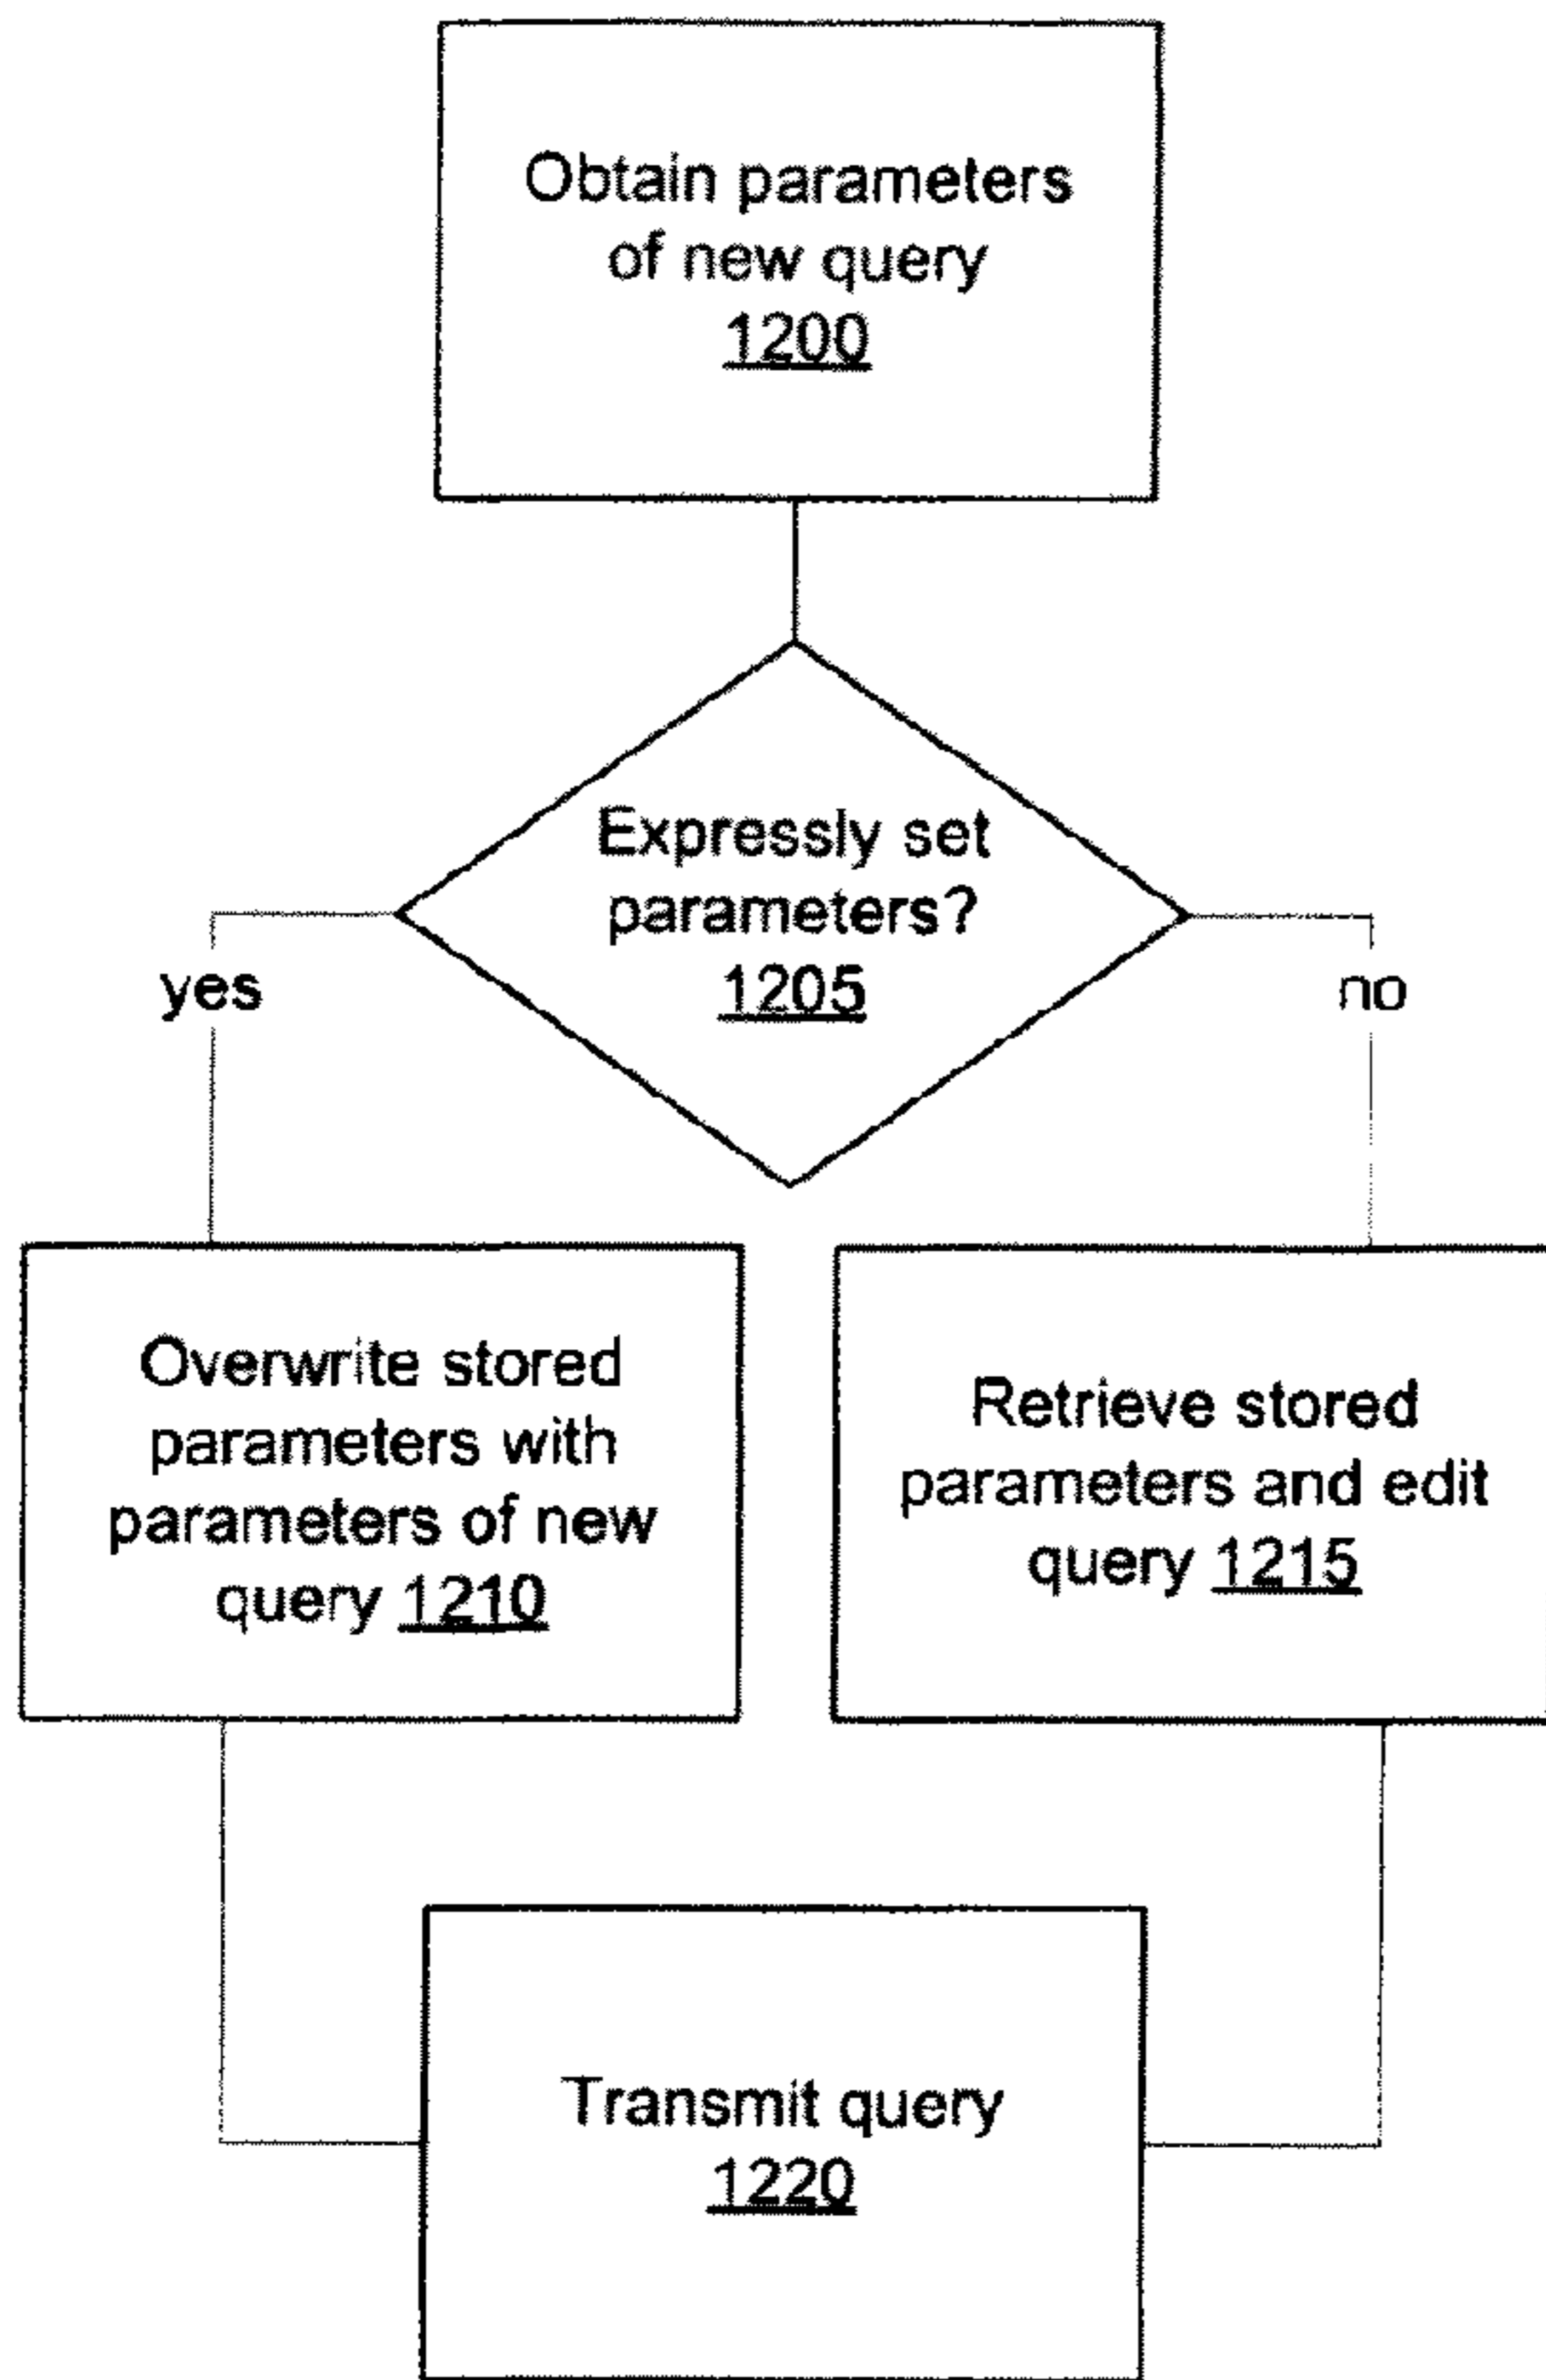 Obtain parameters
of new query
1200
Expressly set
parameters?
1205
yes
no
Overwrite stored
parameters with
parameters of new
query 1210
Retrieve stored
parameters and edit
query 1215
Transmit query
1220